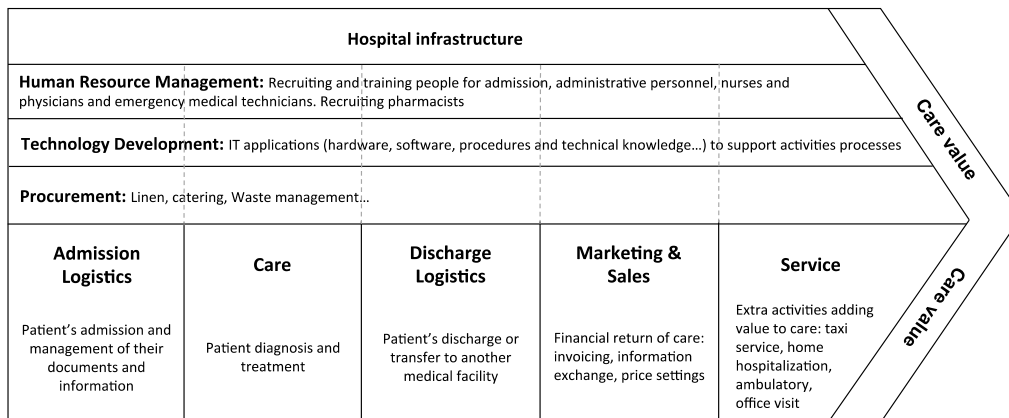 Hospital infrastructure
Human Resource Management: Recruiting and training people for admission, administrative personnel, nurses and
physicians and emergency medical technicians. Recruiting pharmacists
Technology Development: IT applications (hardware, software, procedures and technical knowledge…) to support activities processes
Procurement: Linen, catering, Waste management…
Care value
Admission
Logistics
Patient’s admission and
management of their
documents and
information
Care
Patient diagnosis and
treatment
Discharge
Logistics
Patient’s discharge or
transfer to another
medical facility
Marketing &
Sales
Financial return of care:
invoicing, information
exchange, price settings
Service
Extra activities adding
value to care: taxi
service, home
hospitalization,
ambulatory,
office visit
Care value